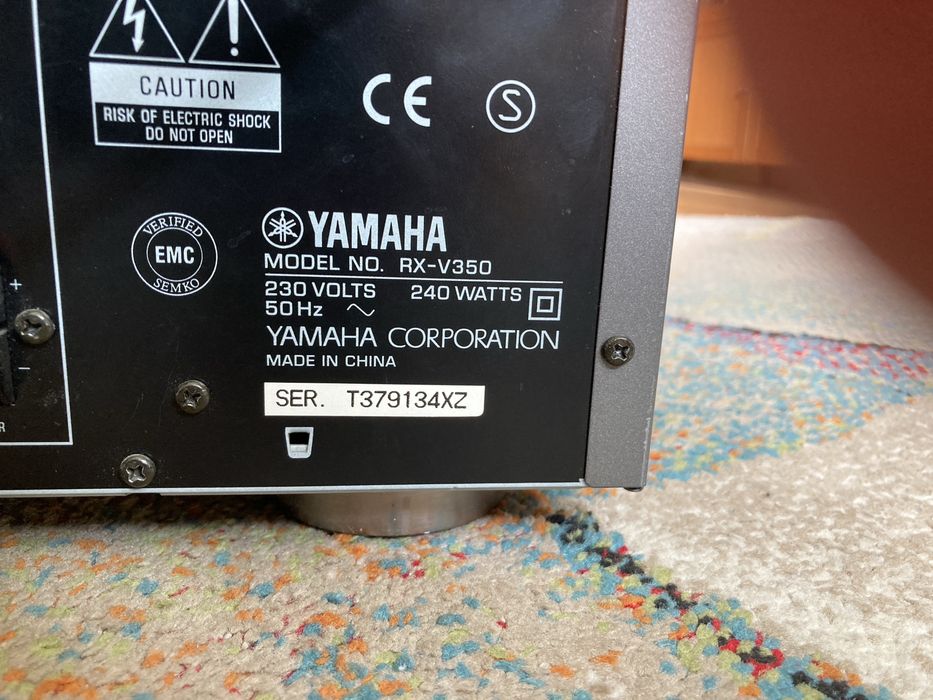 CAUTION
RISK OF ELECTRIC SHOCK
DO NOT OPEN
CE
S
VERIFIED
EMC
SEMKO
YAMAHA
MODEL NO. RX-V350
230 VOLTS 240 WATTS
50 Hz ~
YAMAHA CORPORATION
MADE IN CHINA
SER. T379134XZ
+
−
R